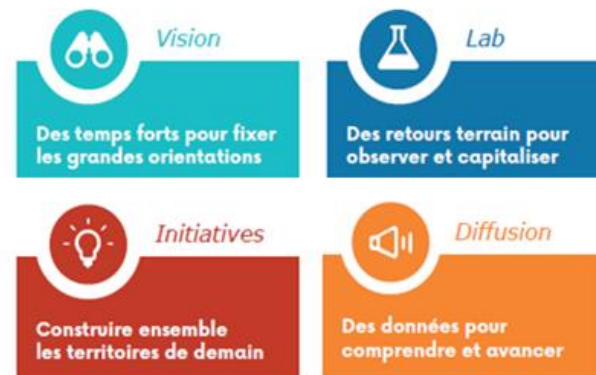 Vision
Des temps forts pour fixer
les grandes orientations
Lab
Des retours terrain pour
observer et capitaliser
Initiatives
Construire ensemble
les territoires de demain
Diffusion
Des données pour
comprendre et avancer